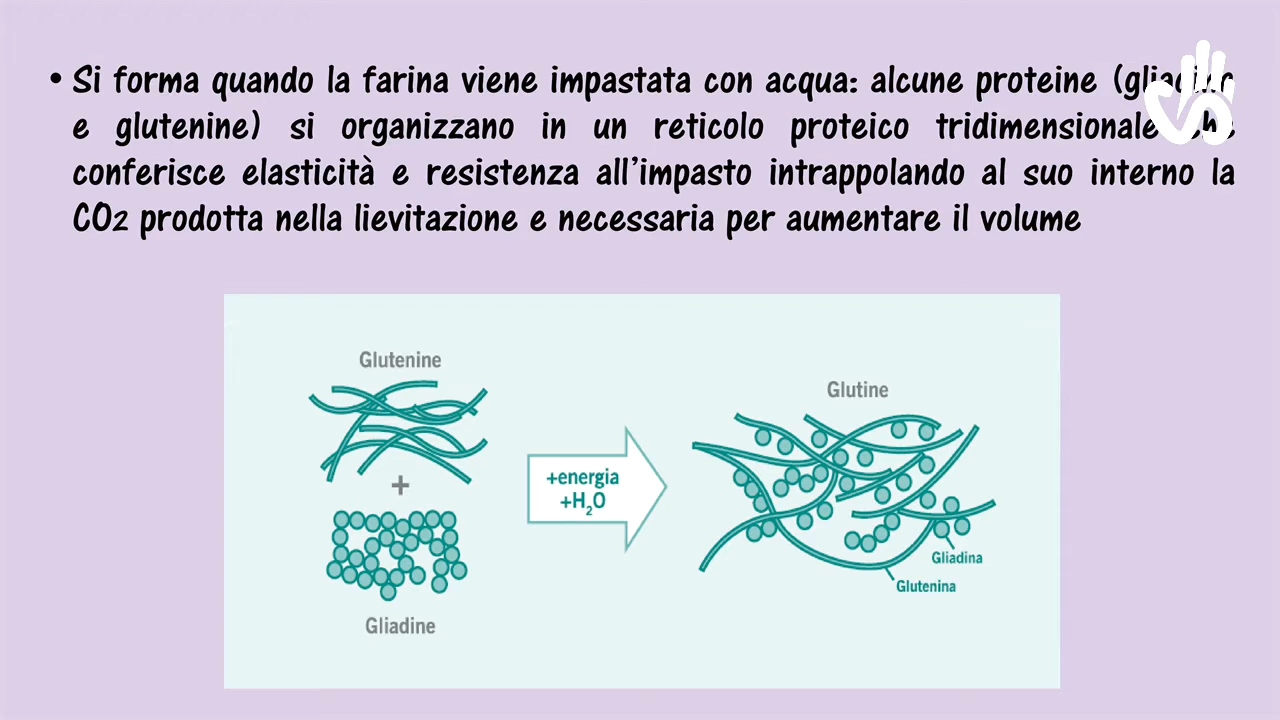 • Si forma quando la farina viene impastata con acqua: alcune proteine (gliadine
e glutenine) si organizzano in un reticolo proteico tridimensionale che
conferisce elasticità e resistenza all'impasto intrappolando al suo interno la
CO2 prodotta nella lievitazione e necessaria per aumentare il volume
Glutenine
+
Gliadine
+energia
+H₂O
Glutine
Gliadina
Glutenina